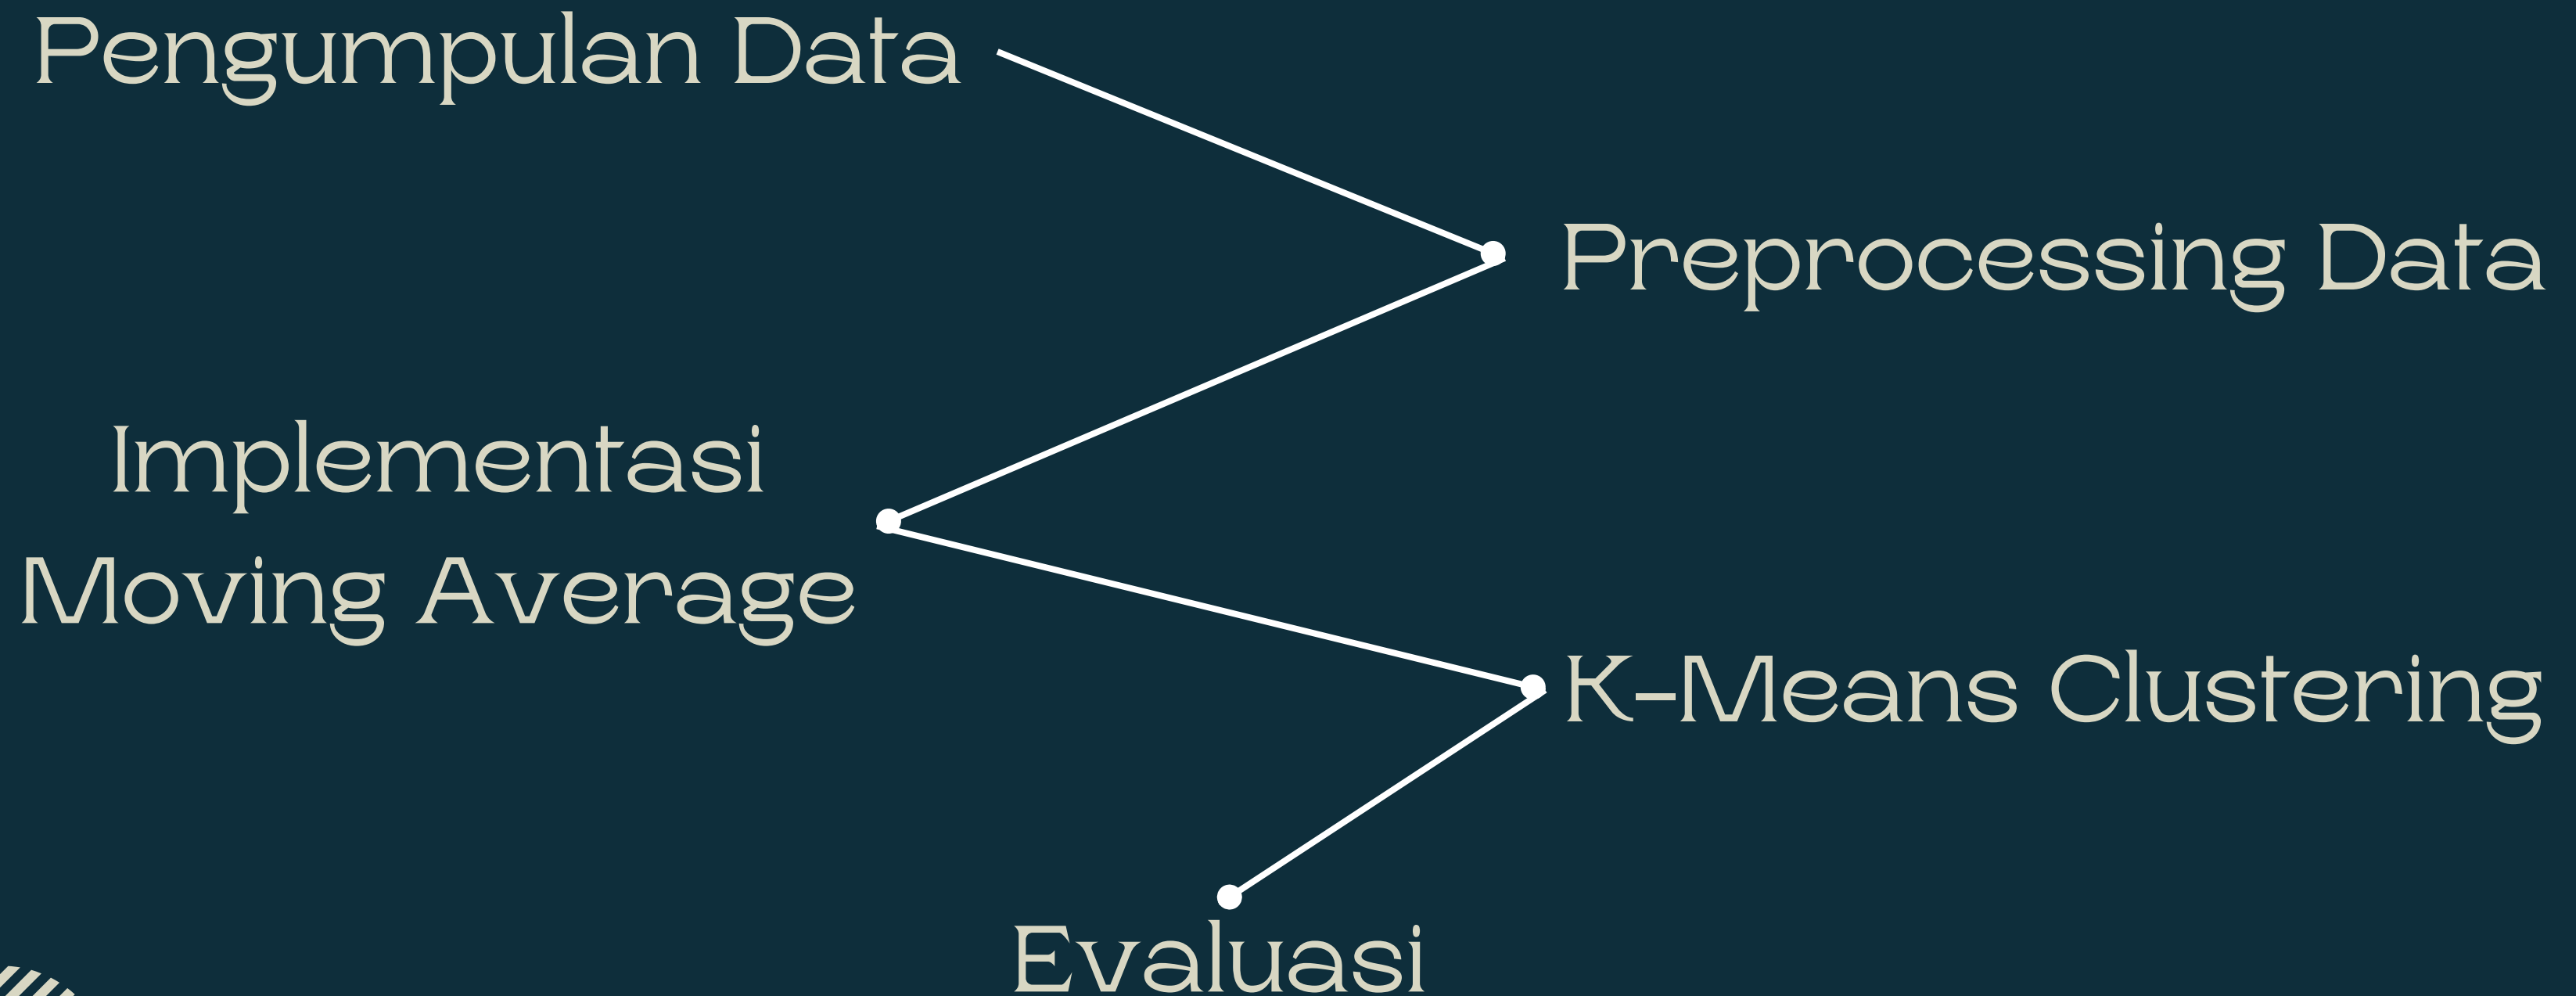 Pengumpulan Data
Preprocessing Data
Implementasi
Moving Average
K-Means Clustering
Evaluasi